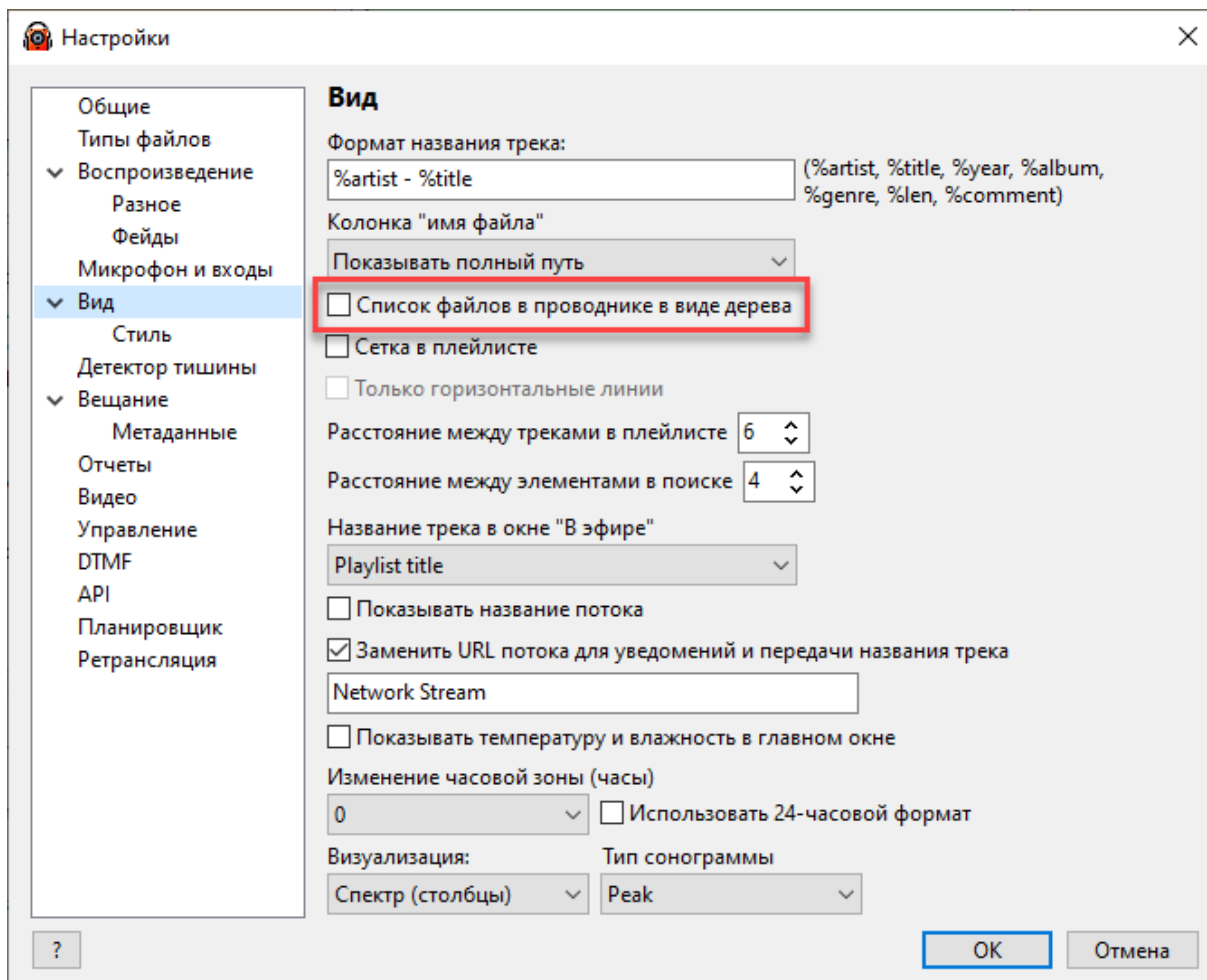 Настройки
Общие
Типы файлов
Воспроизведение
Разное
Фейды
Микрофон и входы
Вид
Стиль
Детектор тишины
Вещание
Метаданные
Отчеты
Видео
Управление
DTMF
API
Планировщик
Ретрансляция
Вид
Формат названия трека:
%artist - %title
(%artist, %title, %year, %album,
%genre, %len, %comment)
Колонка "имя файла"
Показывать полный путь
Список файлов в проводнике в виде дерева
Сетка в плейлисте
Только горизонтальные линии
Расстояние между треками в плейлисте 6
Расстояние между элементами в поиске 4
Название трека в окне "В эфире"
Playlist title
Показывать название потока
Заменить URL потока для уведомлений и передачи названия трека
Network Stream
Показывать температуру и влажность в главном окне
Изменение часовой зоны (часы)
0 Использовать 24-часовой формат
Визуализация: Тип сонограммы
Спектр (столбцы) Peak
? OK Отмена